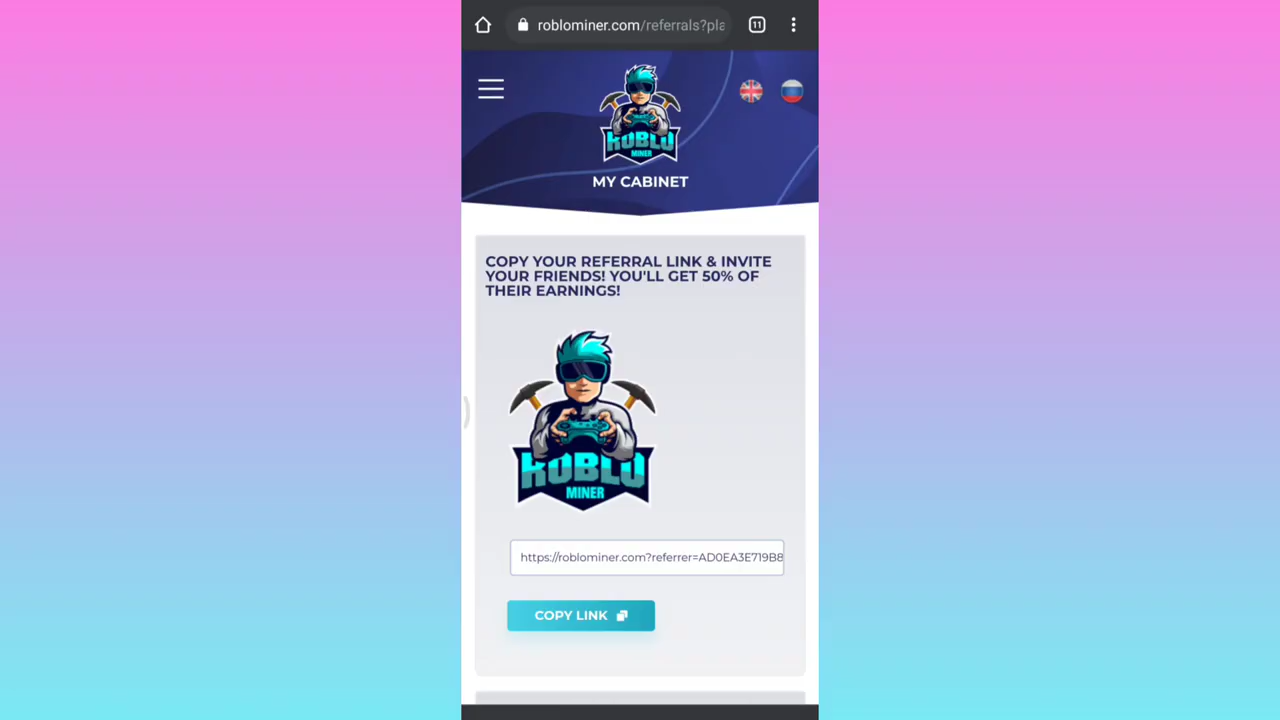 roblominer.com/referrals?pla
11
ROBLO
MINER
MY CABINET
COPY YOUR REFERRAL LINK & INVITE
YOUR FRIENDS! YOU'LL GET 50% OF
THEIR EARNINGS!
ROBLO
MINER
https://roblominer.com?referrer=AD0EA3E719B8
COPY LINK